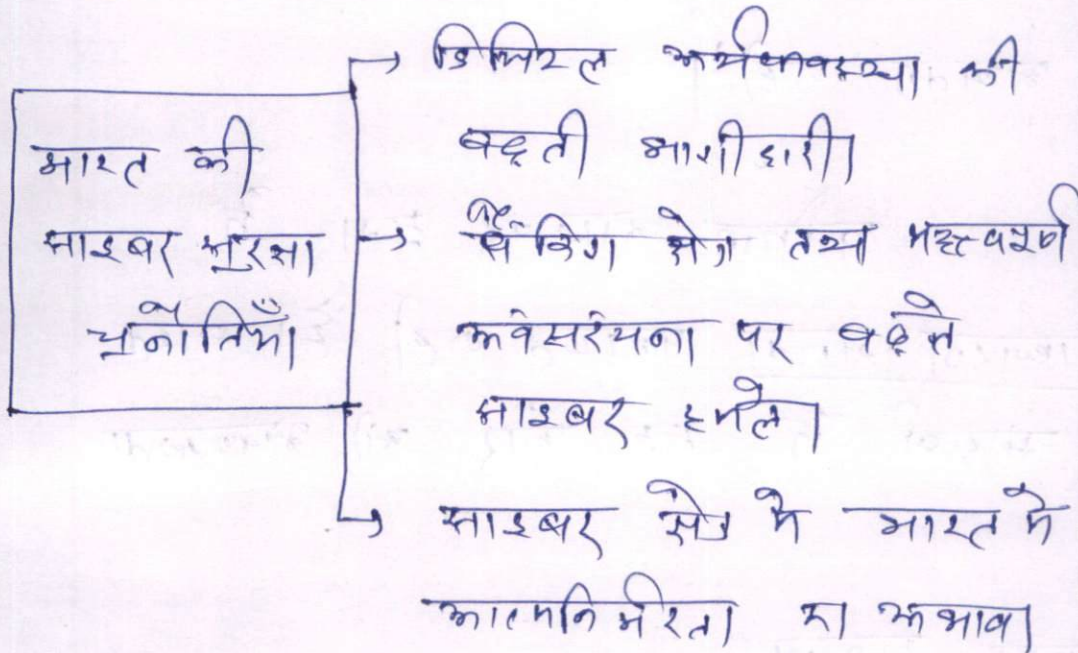 भारत की
साइबर सुरक्षा
चुनौतियाँ
→ डिजिटल अर्थव्यवस्था की
बढ़ती भागीदारी।
→ बैंकिंग क्षेत्र तथा महत्वपूर्ण
अवसंरचना पर बढ़ते
साइबर हमले।
→ साइबर क्षेत्र में भारत में
आत्मनिर्भरता का अभाव।